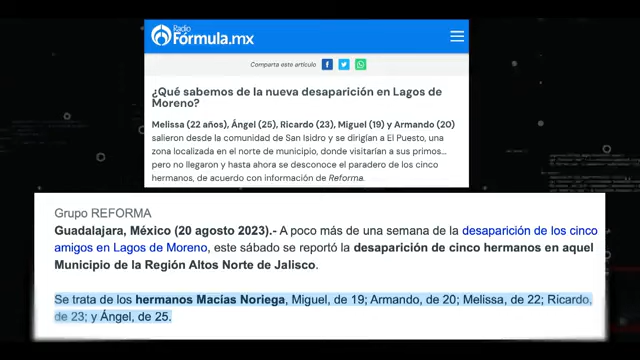 Radio
Fórmula.mx
Comparte este artículo
¿Qué sabemos de la nueva desaparición en Lagos de
Moreno?
Melissa (22 años), Ángel (25), Ricardo (23), Miguel (19) y Armando (20)
salieron desde la comunidad de San Isidro y se dirigían a El Puesto, una
zona localizada en el norte de municipio, donde visitarían a sus primos...
pero no llegaron y hasta ahora se desconoce el paradero de los cinco
hermanos, de acuerdo con información de Reforma.
Grupo REFORMA
Guadalajara, México (20 agosto 2023).- A poco más de una semana de la desaparición de los cinco
amigos en Lagos de Moreno, este sábado se reportó la desaparición de cinco hermanos en aquel
Municipio de la Región Altos Norte de Jalisco.
Se trata de los hermanos Macías Noriega, Miguel, de 19; Armando, de 20; Melissa, de 22; Ricardo,
de 23; y Ángel, de 25.